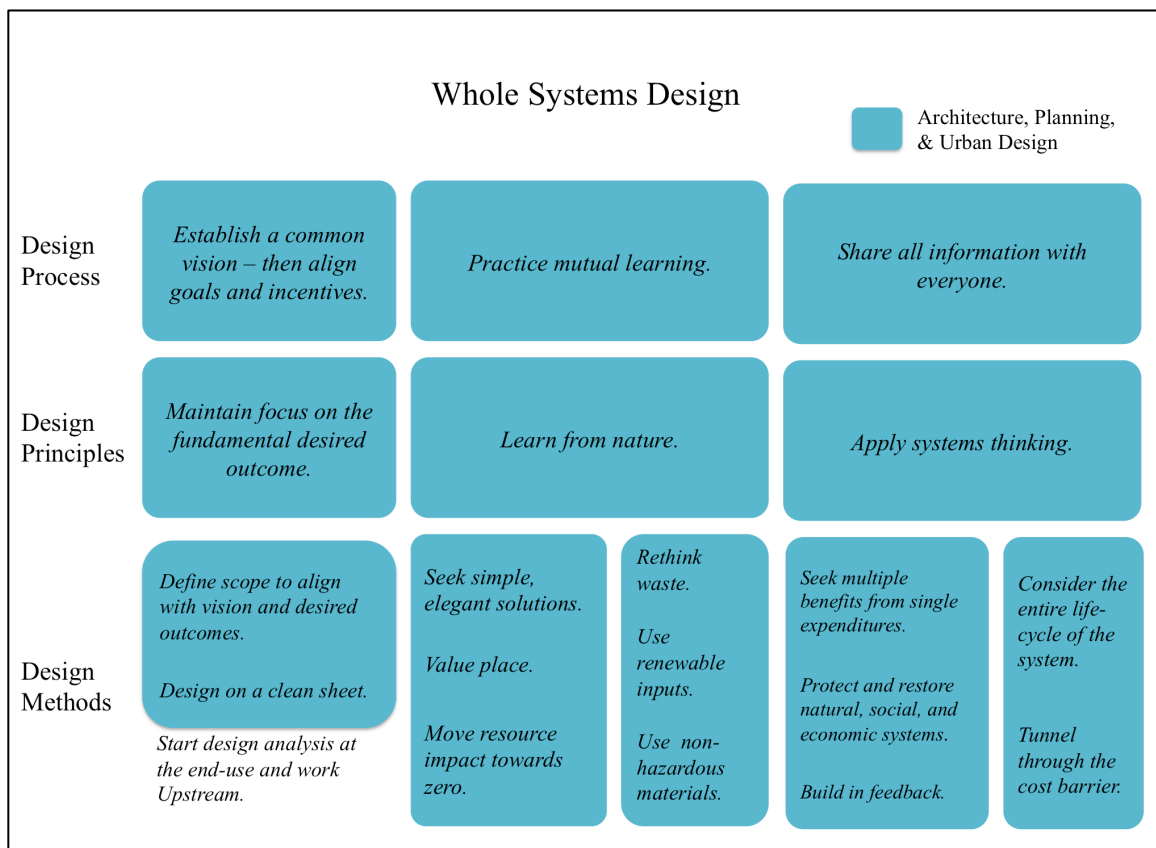 Whole Systems Design
Architecture, Planning,
& Urban Design
Design
Process
Establish a common
vision – then align
goals and incentives.
Practice mutual learning.
Share all information with
everyone.
Design
Principles
Maintain focus on the
fundamental desired
outcome.
Learn from nature.
Apply systems thinking.
Design
Methods
Define scope to align
with vision and desired
outcomes.
Design on a clean sheet.
Start design analysis at
the end-use and work
Upstream.
Seek simple,
elegant solutions.
Value place.
Move resource
impact towards
zero.
Rethink
waste.
Use
renewable
inputs.
Use non-
hazardous
materials.
Seek multiple
benefits from single
expenditures.
Protect and restore
natural, social, and
economic systems.
Build in feedback.
Consider the
entire life-
cycle of the
system.
Tunnel
through the
cost barrier.